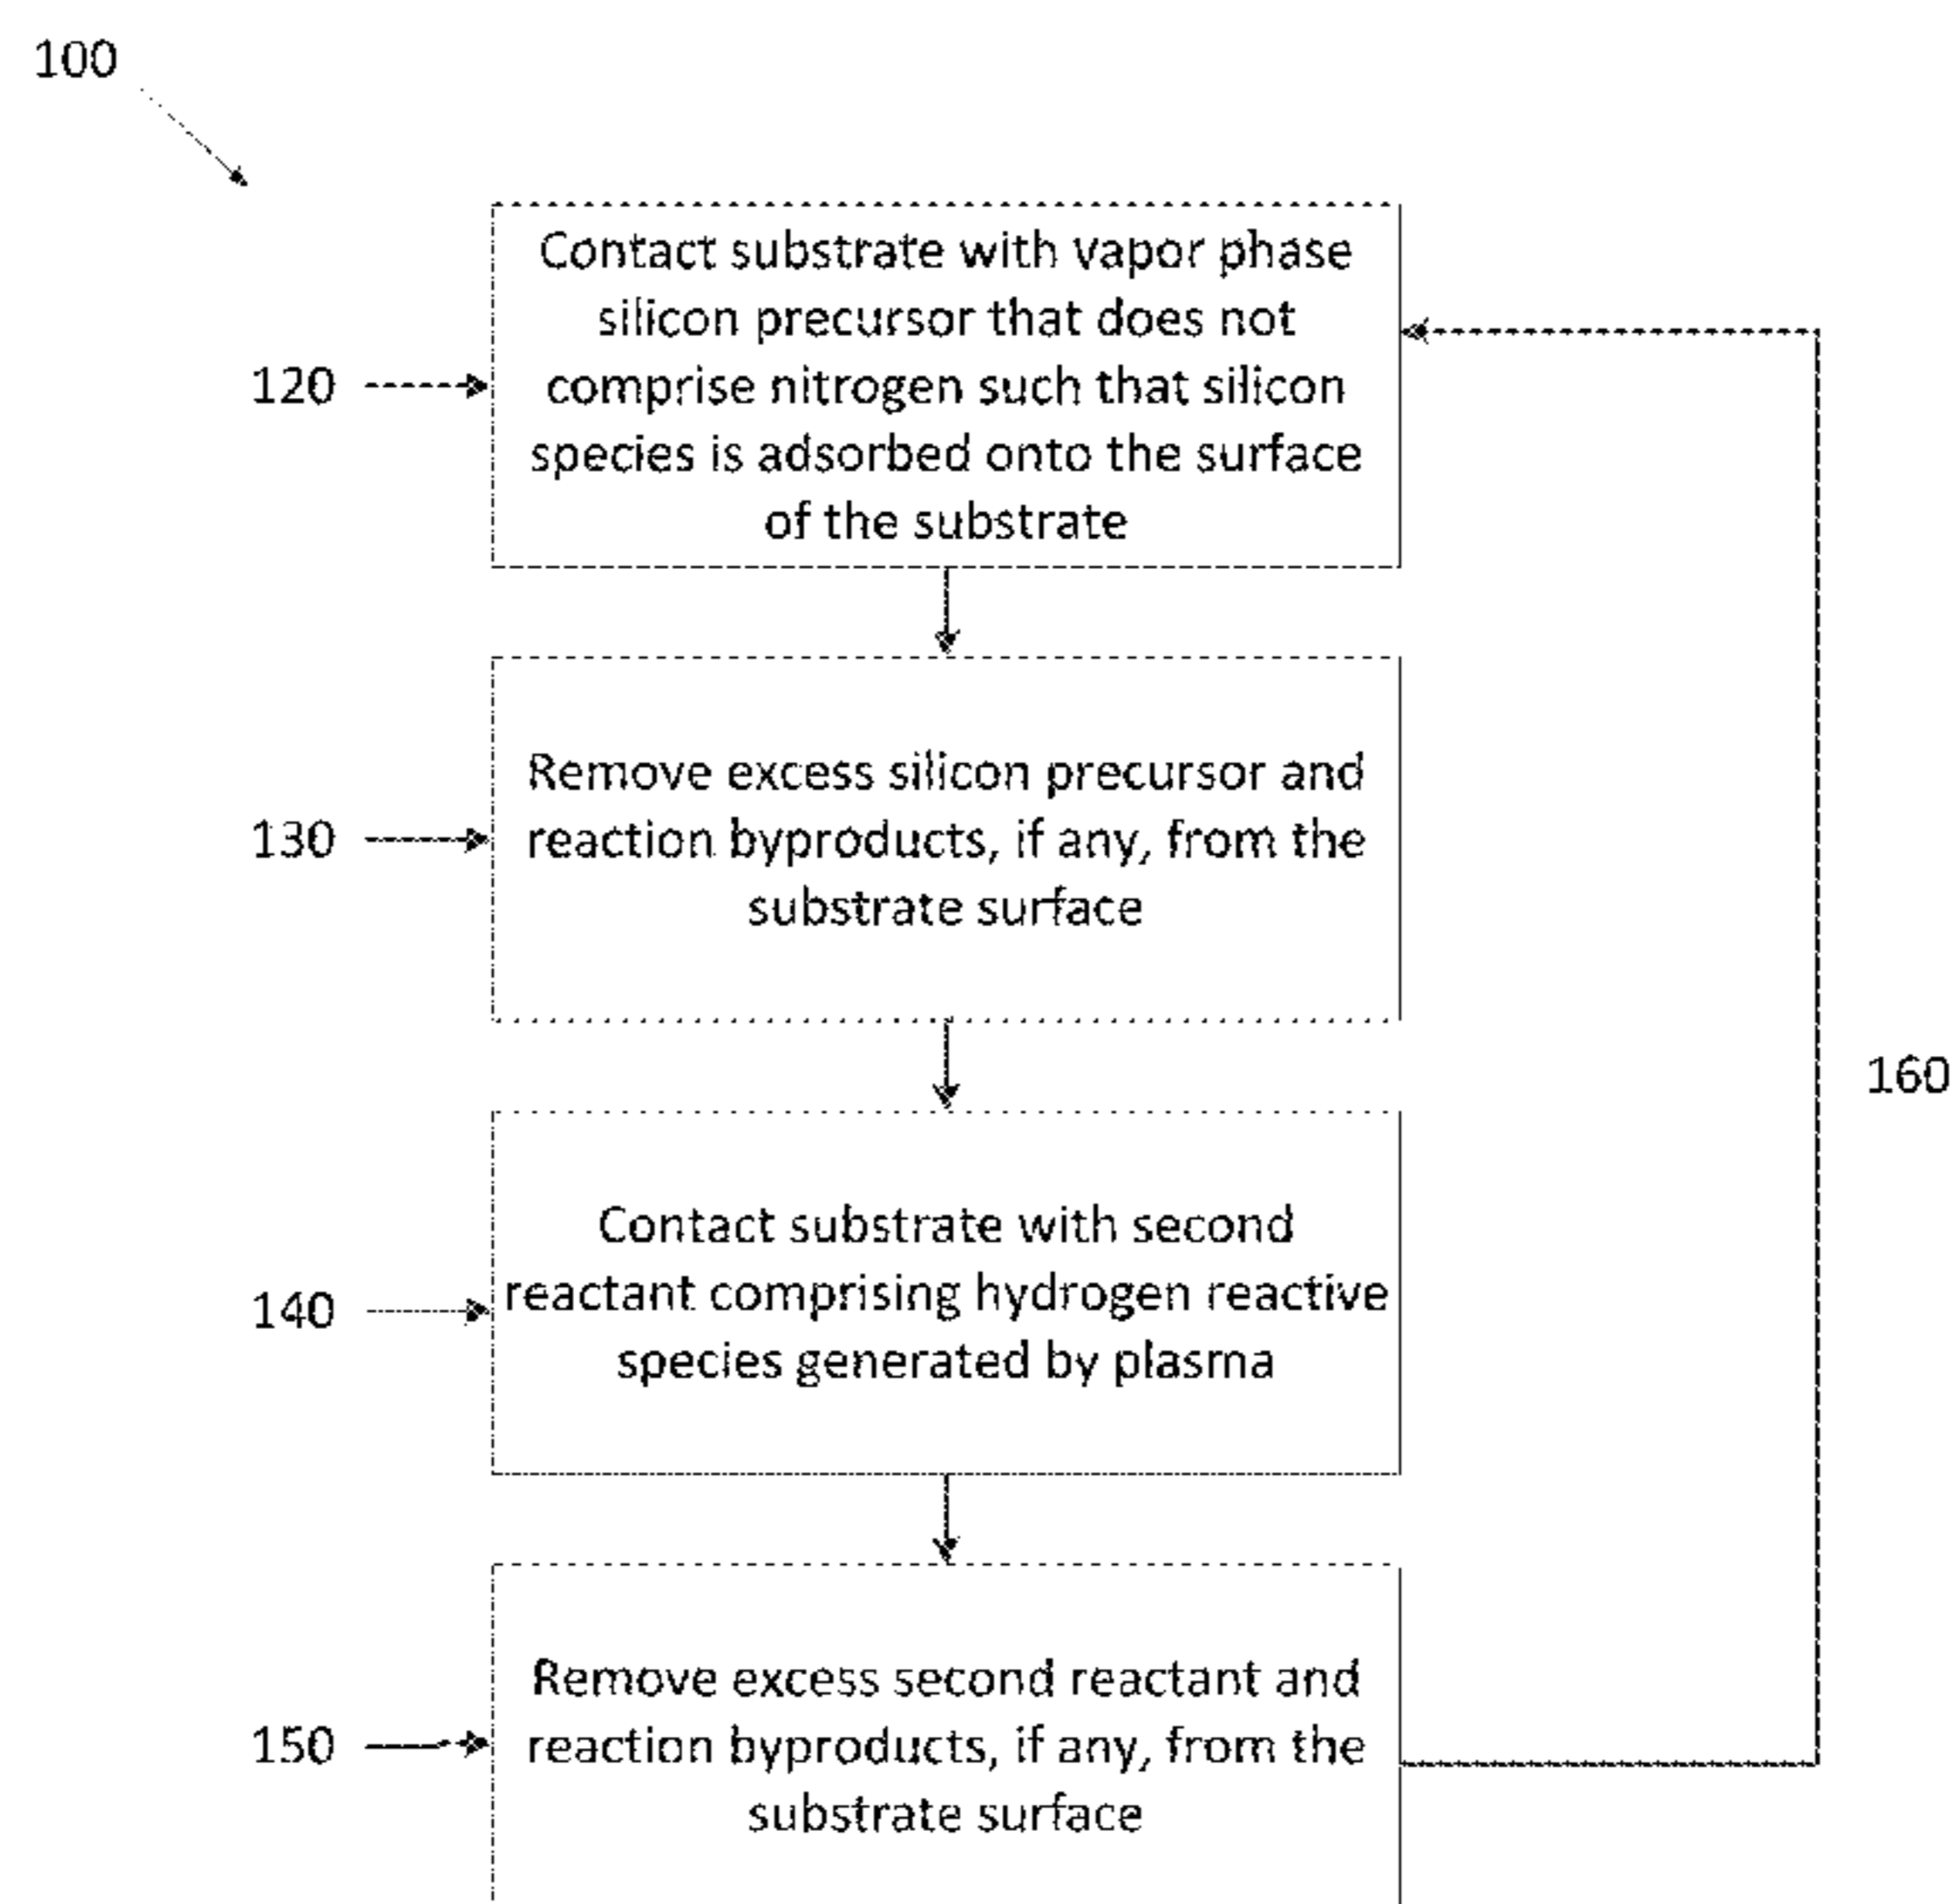 100
Contact substrate with vapor phase
silicon precursor that does not
comprise nitrogen such that silicon
species is adsorbed onto the surface
of the substrate
120
Remove excess silicon precursor and
reaction byproducts, if any, from the
substrate surface
130
160
Contact substrate with second
reactant comprising hydrogen reactive
species generated by plasma
140
Remove excess second reactant and
reaction byproducts, if any, from the
substrate surface
150